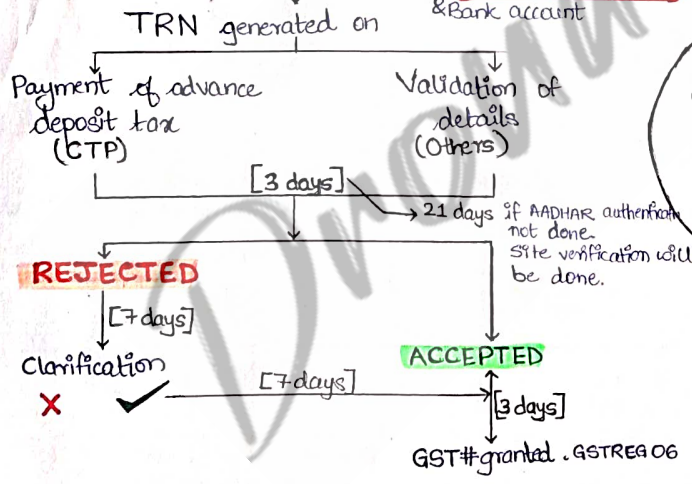 &Bank account
TRN generated on
Payment of advance
deposit tax
(CTP)
Validation of
details
(Others)
[3 days]
21 days if AADHAR
not done.
Site verification will
be done.
REJECTED
[7 days]
Clarification
ACCEPTED
[7 days]
[3 days]
GST# granted. GSTREG 06